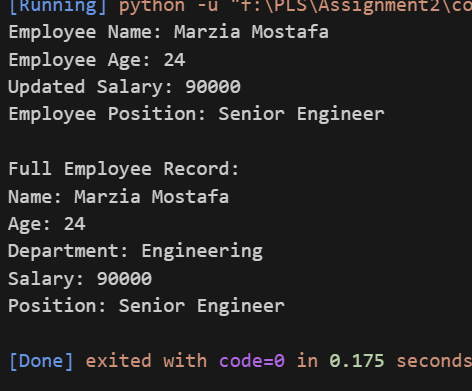 [Running] python -u "f:\PLS\Assignment2\co
Employee Name: Marzia Mostafa
Employee Age: 24
Updated Salary: 90000
Employee Position: Senior Engineer
Full Employee Record:
Name: Marzia Mostafa
Age: 24
Department: Engineering
Salary: 90000
Position: Senior Engineer
[Done] exited with code=0 in 0.175 seconds